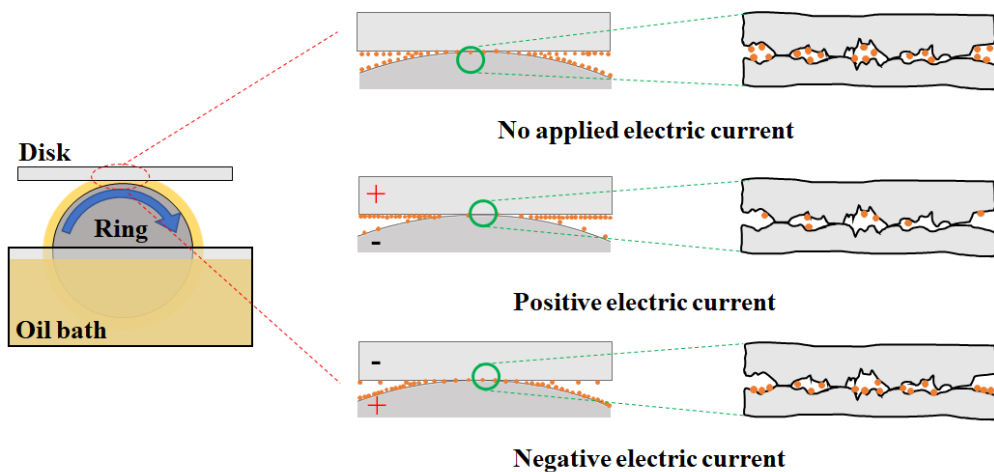 No applied electric current
Disk
Ring
+
-
Positive electric current
Oil bath
-
+
Negative electric current